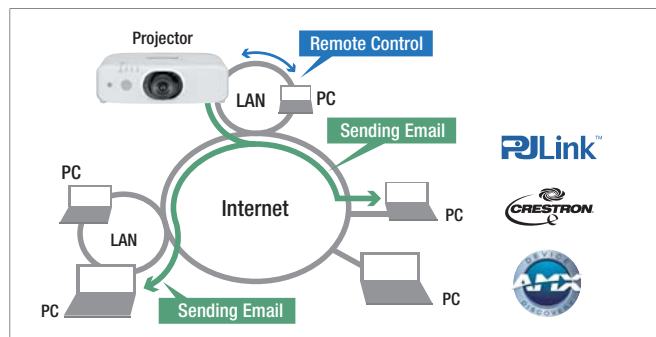 Projector
Remote Control
LAN
PC
Sending Email
PJLink™
PC
Internet
CRESTRON
PC
LAN
PC
PC
Sending Email
DEVICE
AMX
DISCOVERY